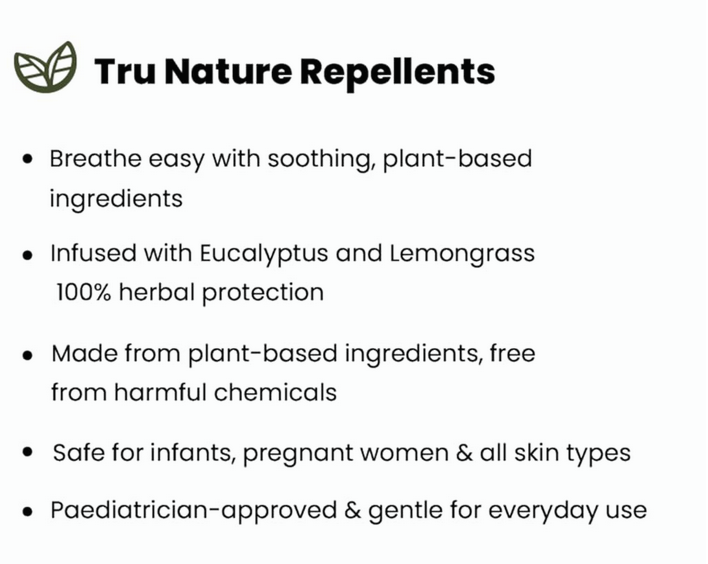 Tru Nature Repellents
• Breathe easy with soothing, plant-based
ingredients
• Infused with Eucalyptus and Lemongrass
100% herbal protection
• Made from plant-based ingredients, free
from harmful chemicals
• Safe for infants, pregnant women & all skin types
• Paediatrician-approved & gentle for everyday use